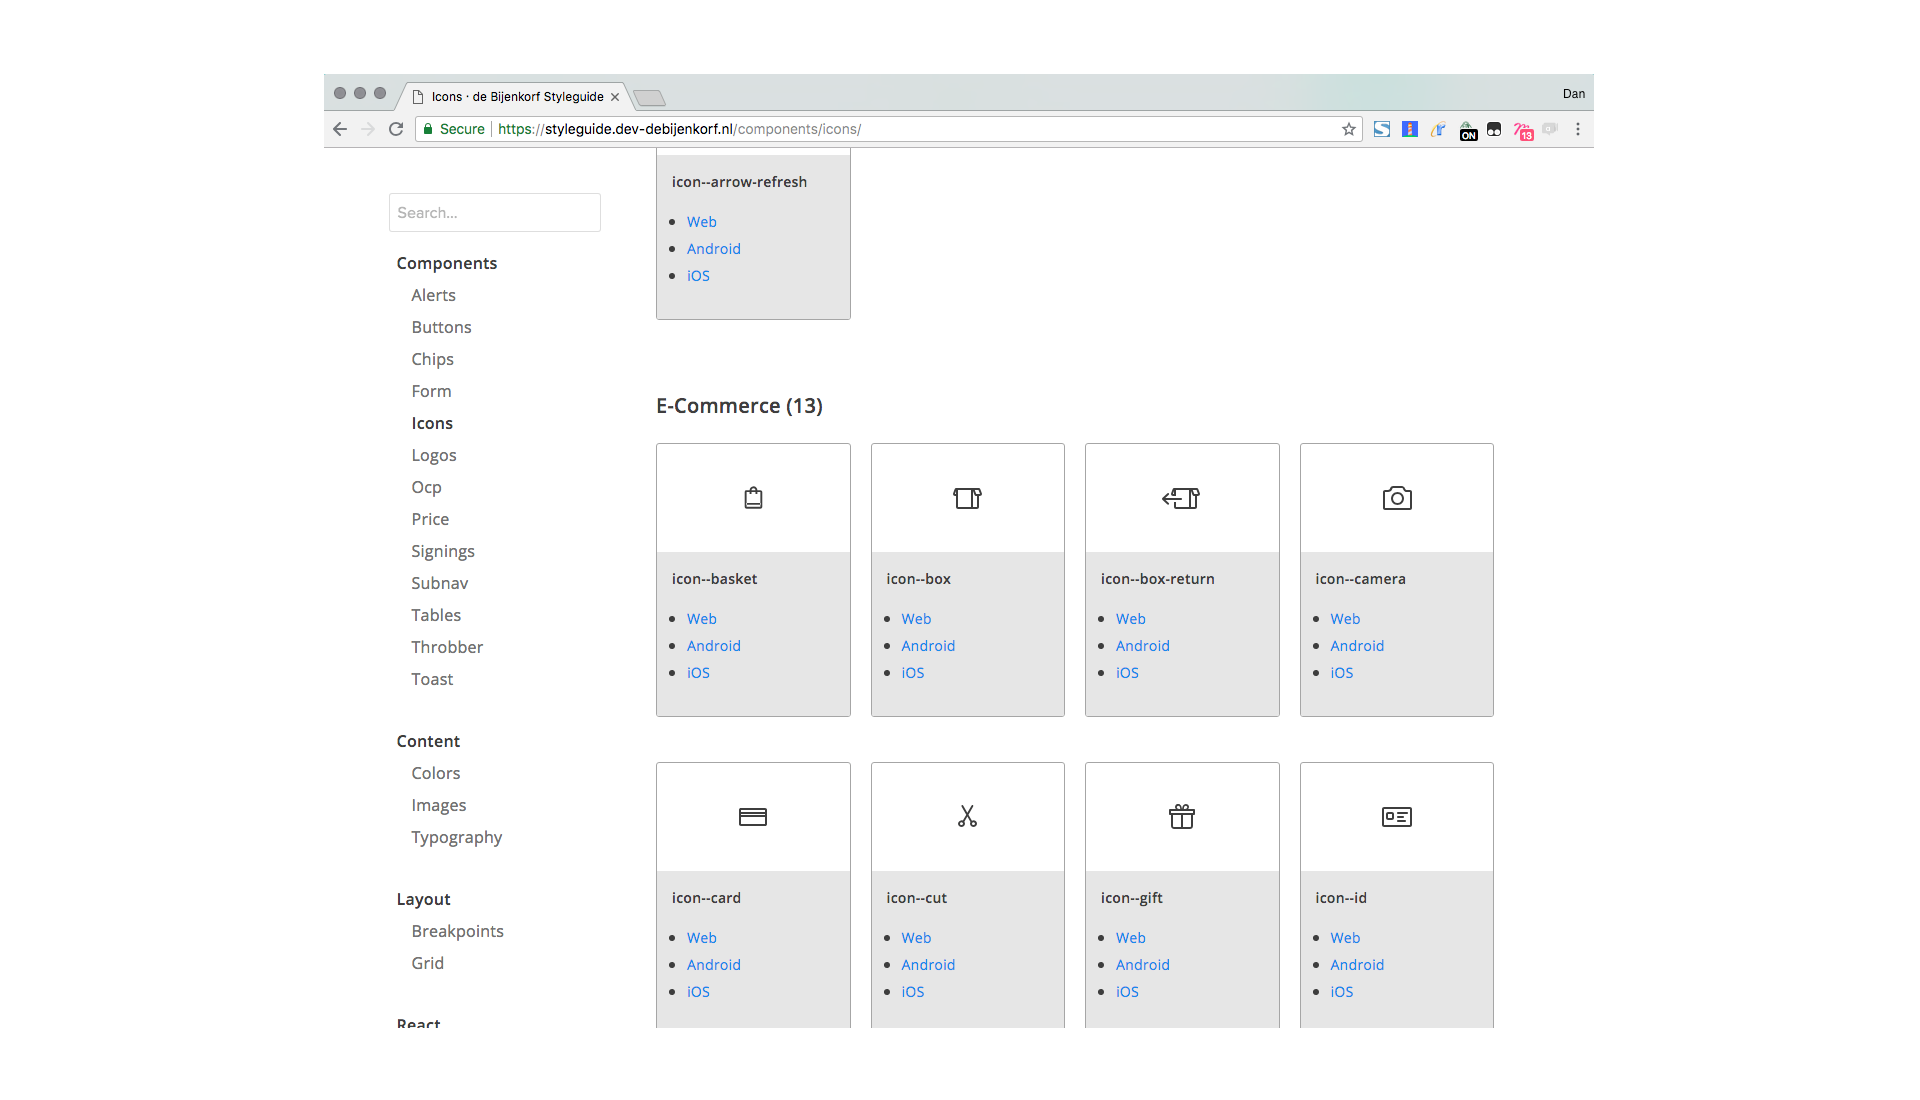 Icons · de Bijenkorf Styleguide
Dan
Secure
https://styleguide.dev-debijenkorf.nl/components/icons/
ON
13
Search...
Components
Alerts
Buttons
Chips
Form
Icons
Logos
Ocp
Price
Signings
Subnav
Tables
Throbber
Toast
Content
Colors
Images
Typography
Layout
Breakpoints
Grid
React
icon--arrow-refresh
Web
Android
iOS
E-Commerce (13)
icon--basket
Web
Android
iOS
icon--box
Web
Android
iOS
icon--box-return
Web
Android
iOS
icon--camera
Web
Android
iOS
icon--card
Web
Android
iOS
icon--cut
Web
Android
iOS
icon--gift
Web
Android
iOS
icon--id
Web
Android
iOS